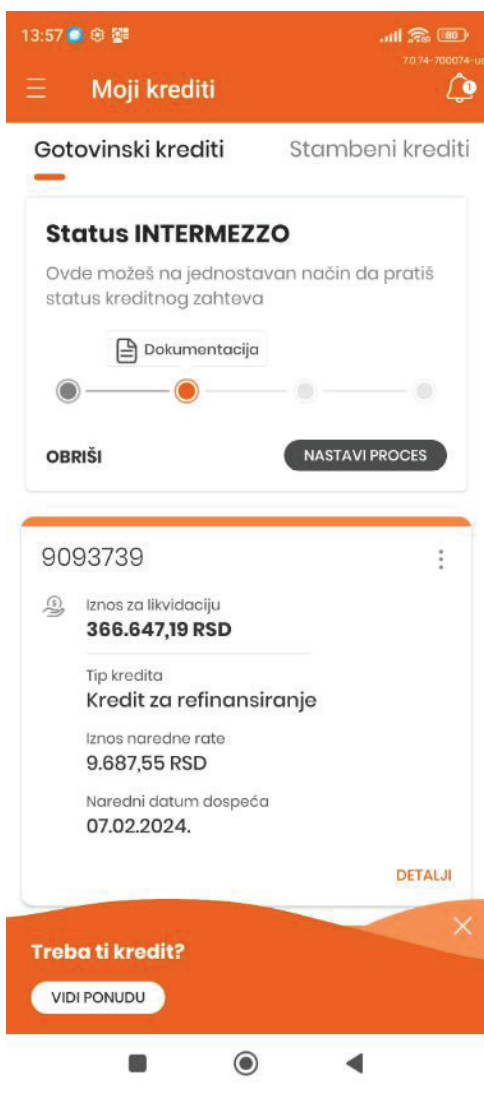 13:57
80
7.0.74-700074-
Moji krediti
1
Gotovinski krediti
Stambeni krediti
Status INTERMEZZO
Ovde možeš na jednostavan način da pratiš
status kreditnog zahteva
Dokumentacija
OBRIŠI
NASTAVI PROCES
9093739
Iznos za likvidaciju
366.647,19 RSD
Tip kredita
Kredit za refinansiranje
Iznos naredne rate
9.687,55 RSD
Naredni datum dospeća
07.02.2024.
DETALJI
Treba ti kredit?
VIDI PONUDU